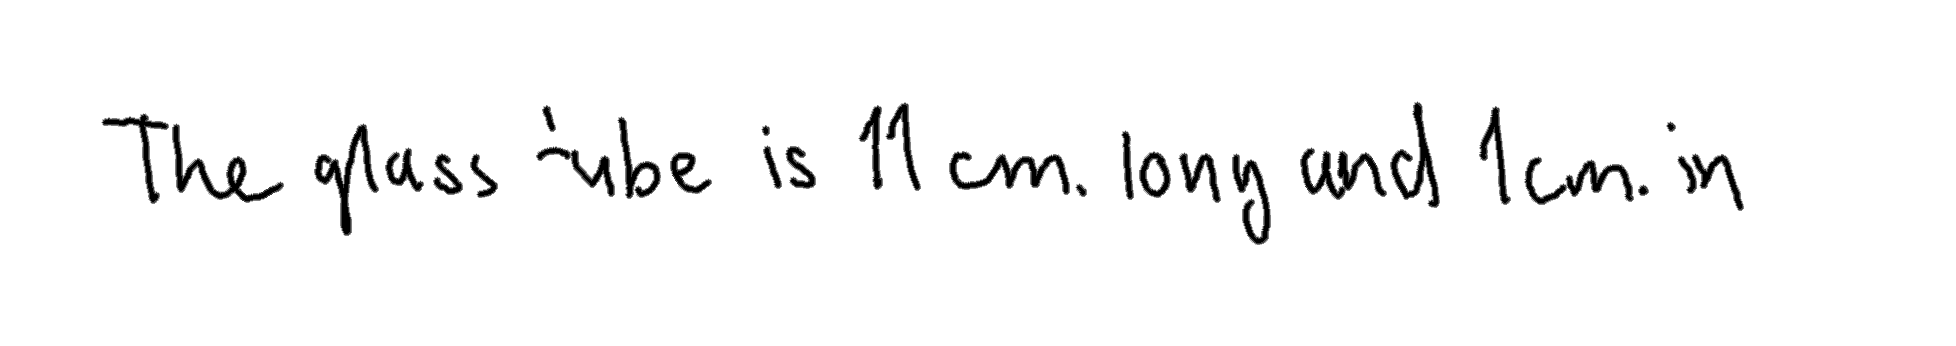 The glass tube is 11 cm. long and 1 cm. in